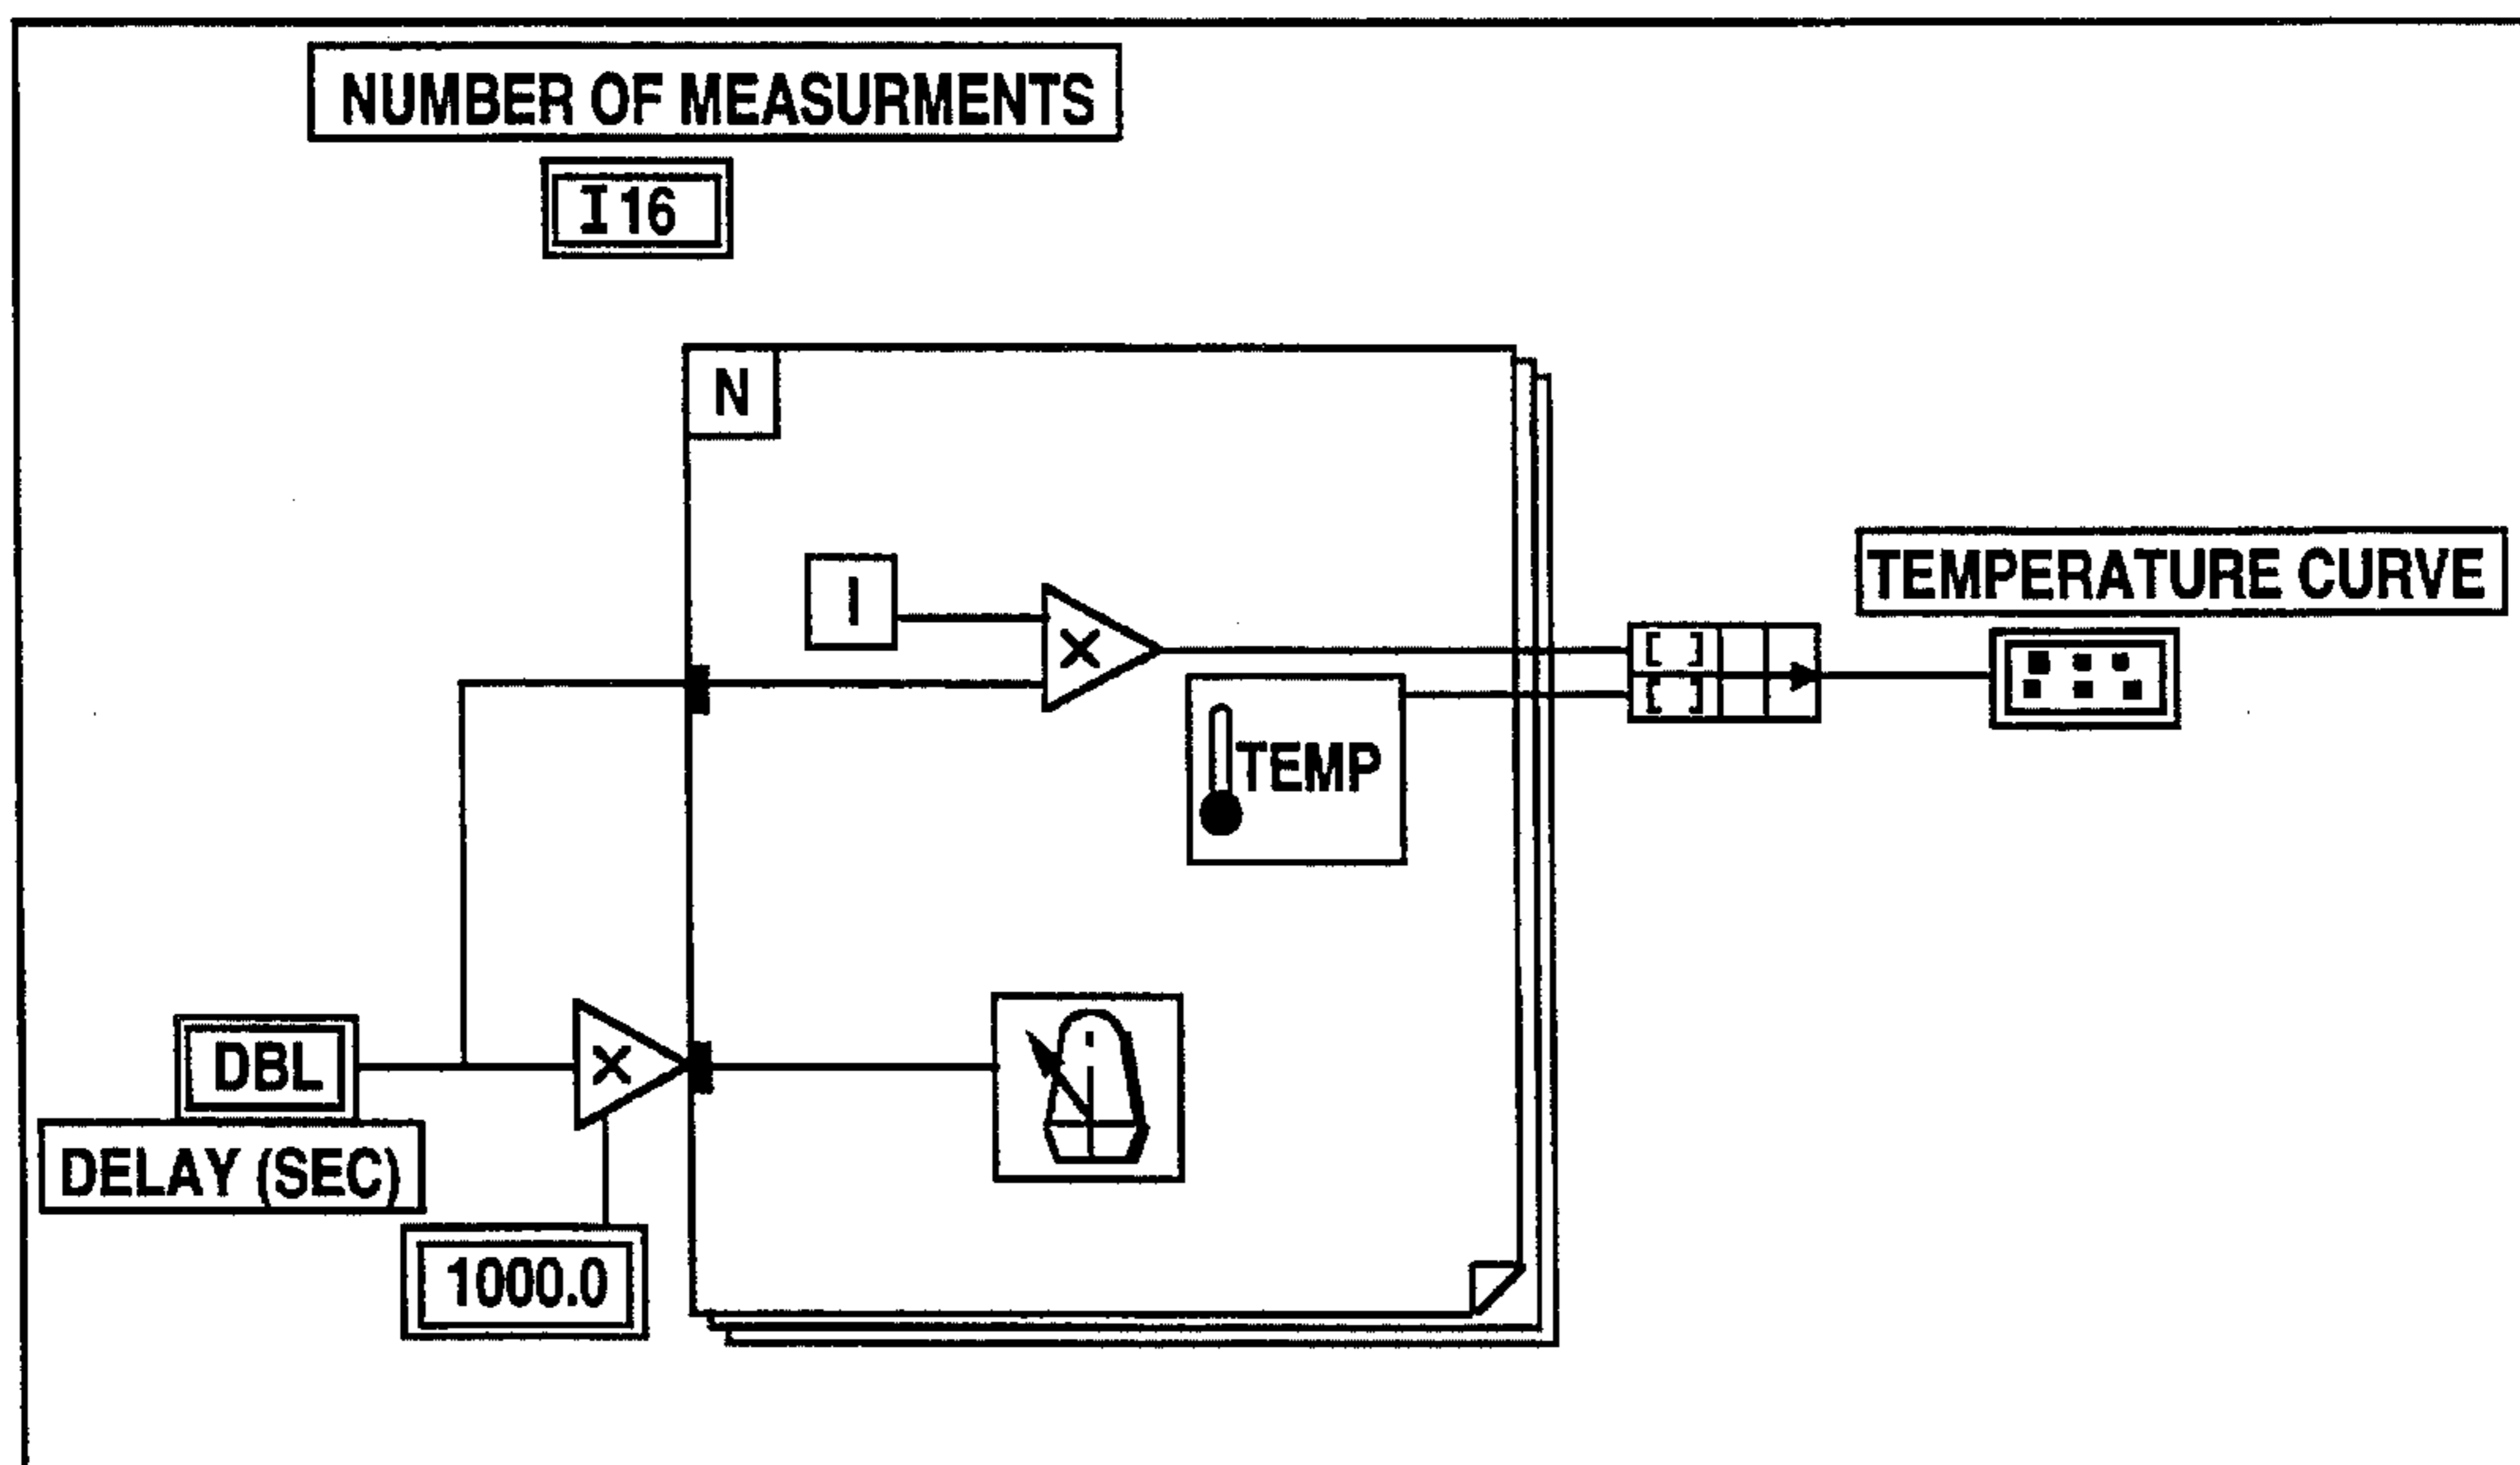 NUMBER OF MEASURMENTS
I16
N
I
×
TEMPERATURE CURVE
[ ]
[ ]
TEMP
DBL
×
DELAY (SEC)
1000.0